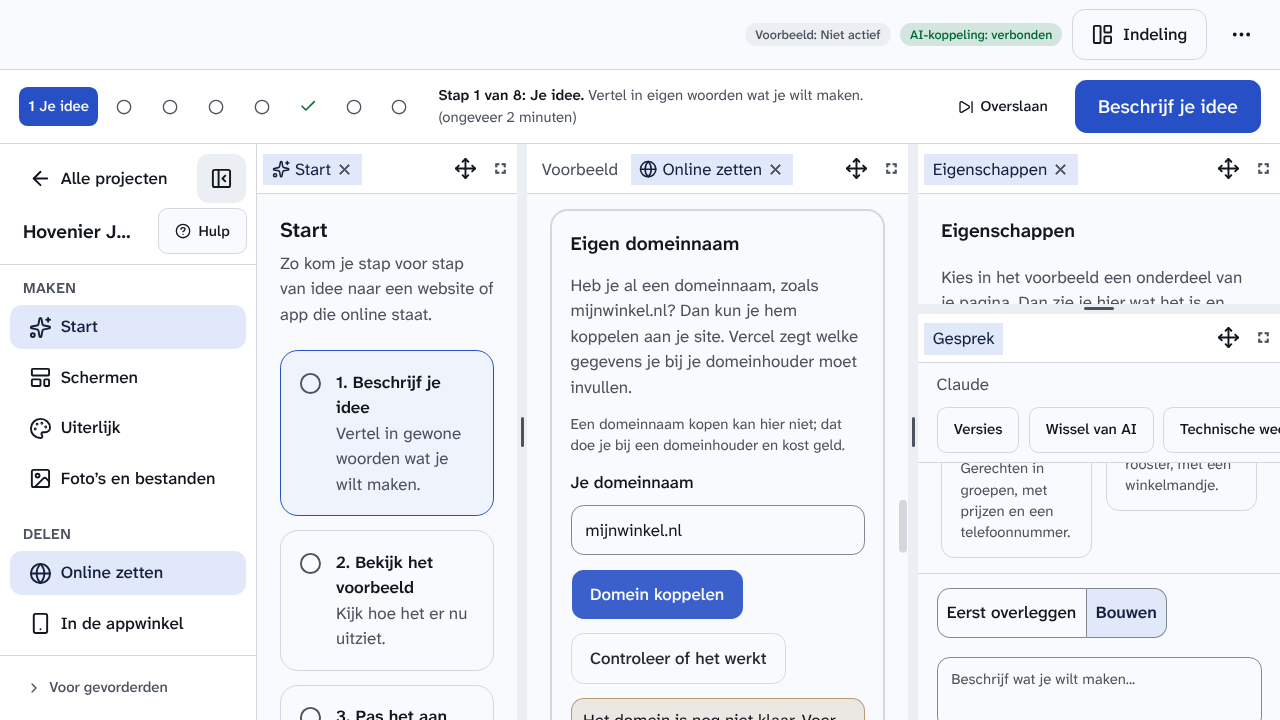 Voorbeeld: Niet actief
AI-koppeling: verbonden
Indeling
1 Je idee
Stap 1 van 8: Je idee. Vertel in eigen woorden wat je wilt maken.
(ongeveer 2 minuten)
Overslaan
Beschrijf je idee
Alle projecten
Hovenier J...
Hulp
MAKEN
Start
Schermen
Uiterlijk
Foto's en bestanden
DELEN
Online zetten
In de appwinkel
Voor gevorderden
Start
Start
Zo kom je stap voor stap
van idee naar een website of
app die online staat.
1. Beschrijf je
idee
Vertel in gewone
woorden wat je
wilt maken.
2. Bekijk het
voorbeeld
Kijk hoe het er nu
uitziet.
3. Pas het aan
Voorbeeld
Online zetten
Eigen domeinnaam
Heb je al een domeinnaam, zoals
mijnwinkel.nl? Dan kun je hem
koppelen aan je site. Vercel zegt welke
gegevens je bij je domeinhouder moet
invullen.
Een domeinnaam kopen kan hier niet; dat
doe je bij een domeinhouder en kost geld.
Je domeinnaam
mijnwinkel.nl
Domein koppelen
Controleer of het werkt
Het domein is nog niet klaar. Voer
Eigenschappen
Eigenschappen
Kies in het voorbeeld een onderdeel van
je pagina. Dan zie je hier wat het is en
Gesprek
Claude
Versies
Wissel van AI
Technische wee
Gerechten in
groepen, met
prijzen en een
telefoonnummer.
rooster, met een
winkelmandje.
Eerst overleggen
Bouwen
Beschrijf wat je wilt maken...